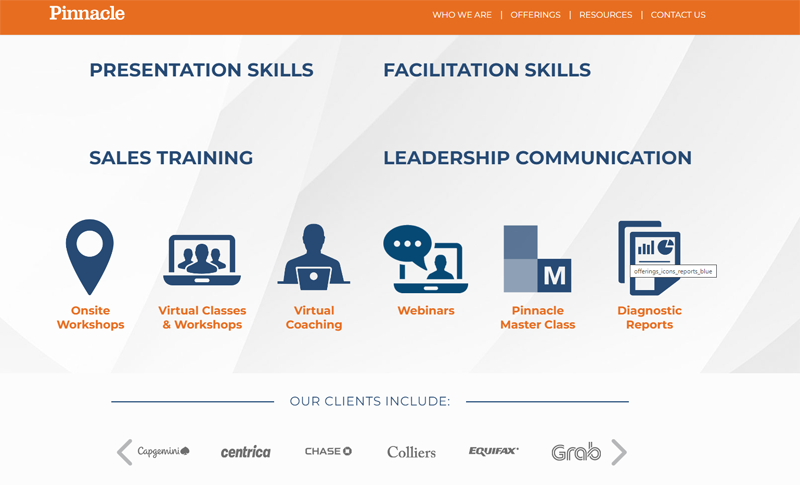 Pinnacle
WHO WE ARE | OFFERINGS | RESOURCES | CONTACT US
PRESENTATION SKILLS
FACILITATION SKILLS
SALES TRAINING
LEADERSHIP COMMUNICATION
M
offerings_icons_reports_blue
Onsite
Workshops
Virtual Classes
& Workshops
Virtual
Coaching
Webinars
Pinnacle
Master Class
Diagnostic
Reports
OUR CLIENTS INCLUDE:
Capgemini
centrica
CHASE
Colliers
EQUIFAX
Grab